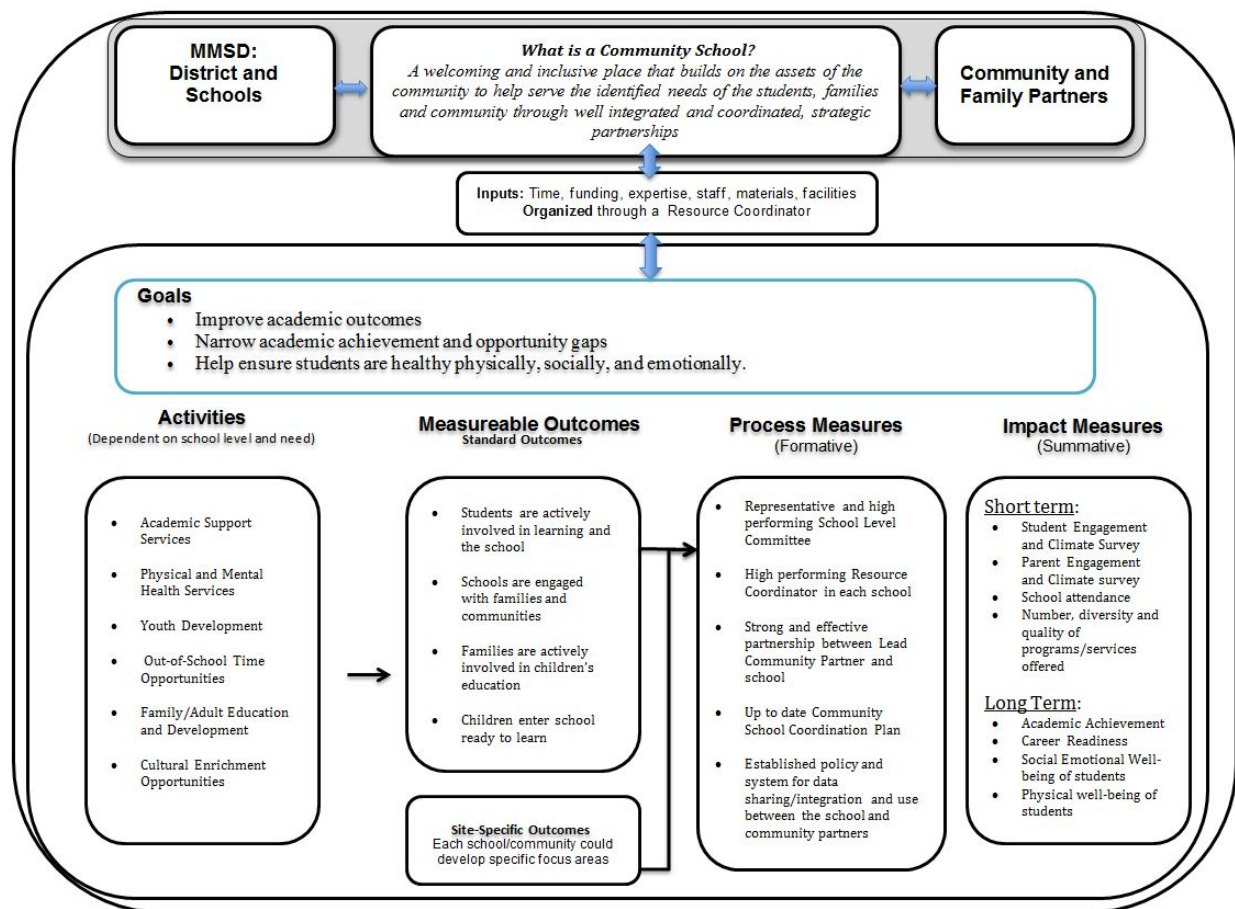 MMSD:
District and
Schools
What is a Community School?
A welcoming and inclusive place that builds on the assets of the
community to help serve the identified needs of the students, families
and community through well integrated and coordinated, strategic
partnerships
Community and
Family Partners
Inputs: Time, funding, expertise, staff, materials, facilities
Organized through a Resource Coordinator
Goals
• Improve academic outcomes
• Narrow academic achievement and opportunity gaps
• Help ensure students are healthy physically, socially, and emotionally.
Activities
(Dependent on school level and need)
• Academic Support
Services
• Physical and Mental
Health Services
• Youth Development
• Out-of-School Time
Opportunities
• Family/Adult Education
and Development
• Cultural Enrichment
Opportunities
Measureable Outcomes
Standard Outcomes
• Students are actively
involved in learning and
the school
• Schools are engaged
with families and
communities
• Families are actively
involved in children's
education
• Children enter school
ready to learn
Site-Specific Outcomes
Each school/community could
develop specific focus areas
Process Measures
(Formative)
• Representative and high
performing School Level
Committee
• High performing Resource
Coordinator in each school
• Strong and effective
partnership between Lead
Community Partner and
school
• Up to date Community
School Coordination Plan
• Established policy and
system for data
sharing/integration and use
between the school and
community partners
Impact Measures
(Summative)
Short term:
• Student Engagement
and Climate Survey
• Parent Engagement
and Climate survey
• School attendance
• Number, diversity and
quality of
programs/services
offered
Long Term:
• Academic Achievement
• Career Readiness
• Social Emotional Well-
being of students
• Physical well-being of
students